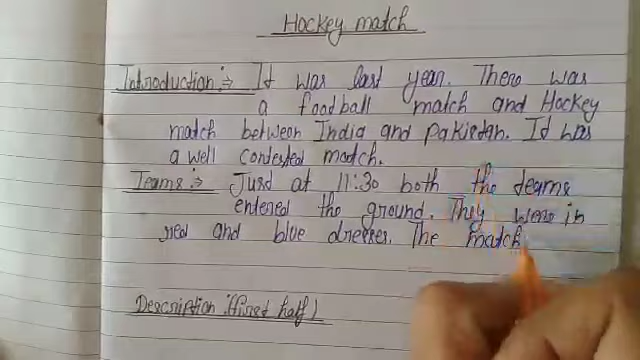 Hockey match
Introduction :→ It was last year. There was
a football match and Hockey
match between India and Pakistan. It was
a well contested match.
Teams :→ Just at 11:30 both the teams
entered the ground. They were in
red and blue dresses. The match
Description (first half)